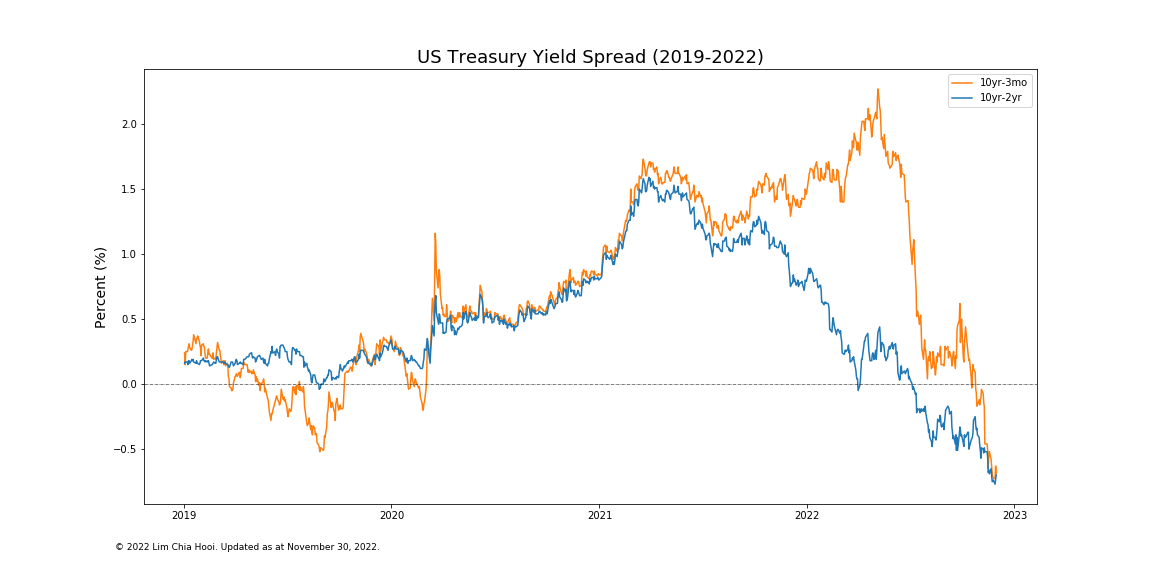 US Treasury Yield Spread (2019-2022)
10yr-3mo
10yr-2yr
Percent (%)
2.0
1.5
1.0
0.5
0.0
−0.5
2019
2020
2021
2022
2023
© 2022 Lim Chia Hooi. Updated as at November 30, 2022.